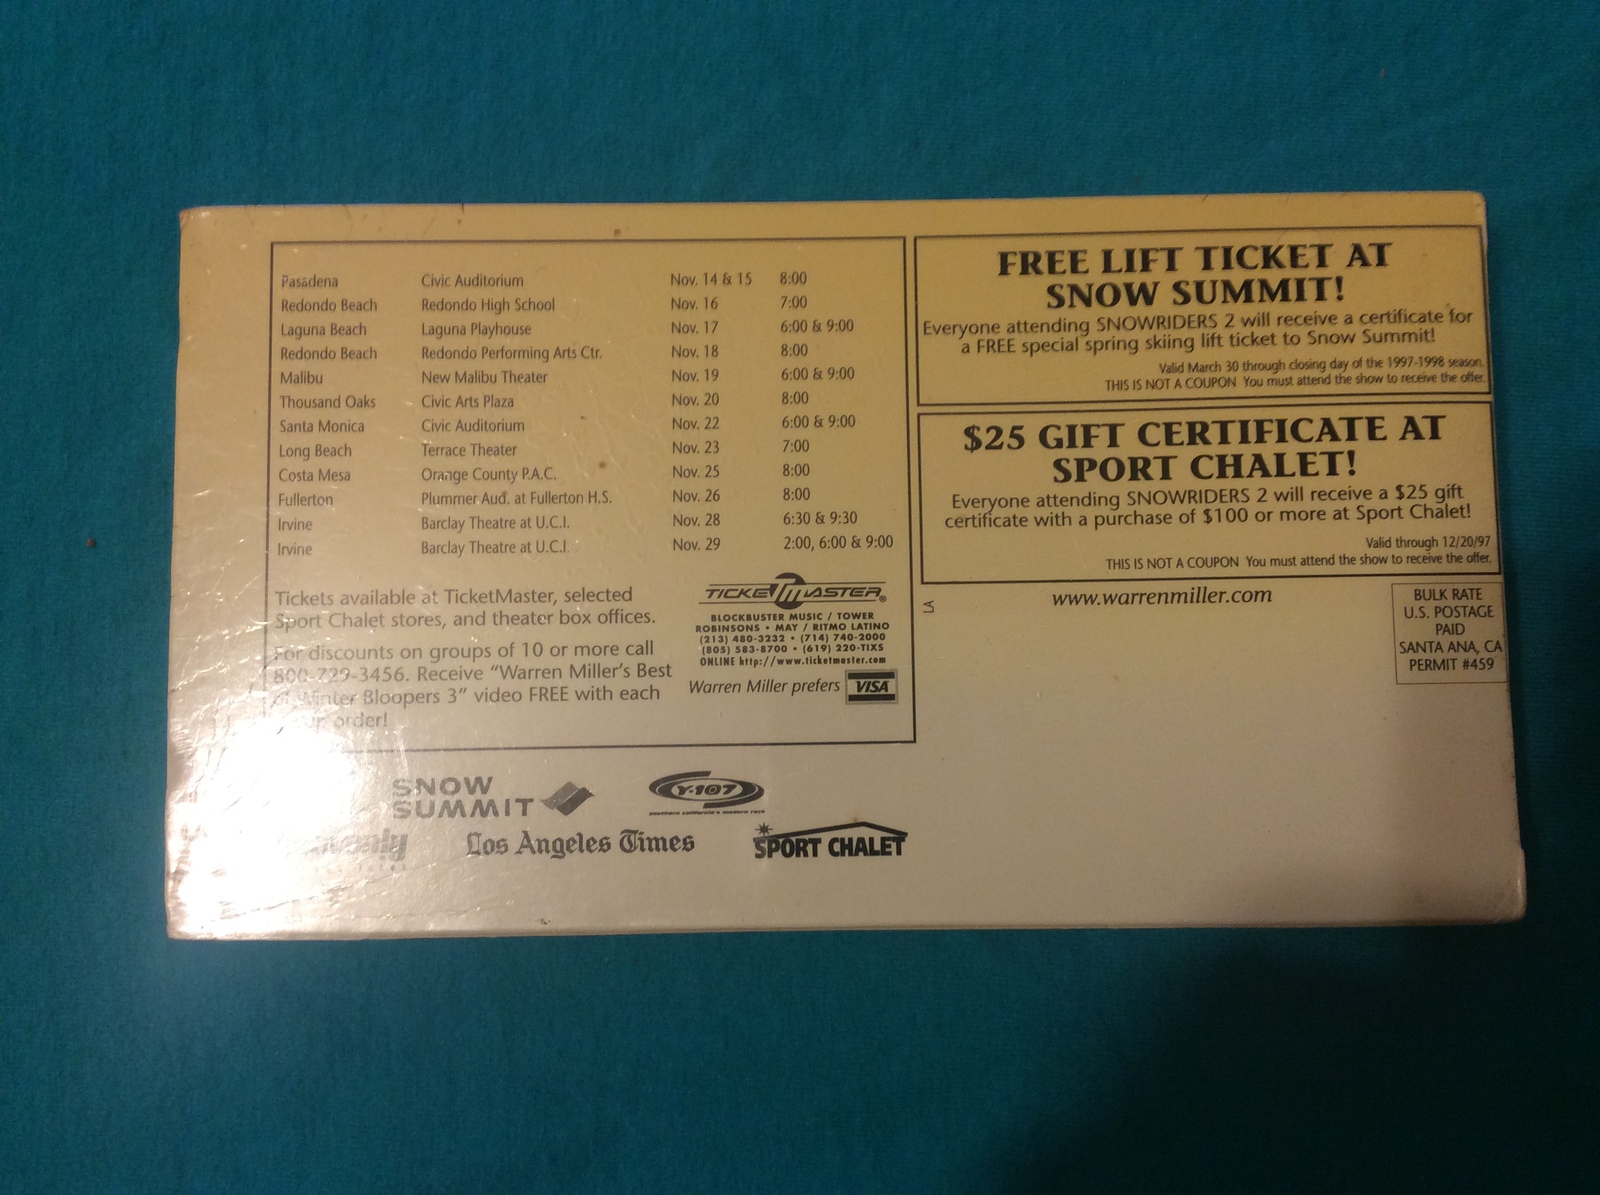 Pasadena Civic Auditorium Nov. 14 & 15 8:00
Redondo Beach Redondo High School Nov. 16 7:00
Laguna Beach Laguna Playhouse Nov. 17 6:00 & 9:00
Redondo Beach Redondo Performing Arts Ctr. Nov. 18 8:00
Malibu New Malibu Theater Nov. 19 6:00 & 9:00
Thousand Oaks Civic Arts Plaza Nov. 20 8:00
Santa Monica Civic Auditorium Nov. 22 6:00 & 9:00
Long Beach Terrace Theater Nov. 23 7:00
Costa Mesa Orange County P.A.C. Nov. 25 8:00
Fullerton Plummer Aud. at Fullerton H.S. Nov. 26 8:00
Irvine Barclay Theatre at U.C.I. Nov. 28 6:30 & 9:30
Irvine Barclay Theatre at U.C.I. Nov. 29 2:00, 6:00 & 9:00
Tickets available at TicketMaster, selected
Sport Chalet stores, and theater box offices.
For discounts on groups of 10 or more call
800-729-3456. Receive "Warren Miller's Best
of Winter Bloopers 3" video FREE with each
order!
TICKETMASTER®
BLOCKBUSTER MUSIC / TOWER
ROBINSONS • MAY / RITMO LATINO
(213) 480-3232 • (714) 740-2000
(805) 583-8700 • (619) 220-TIXS
ONLINE http://www.ticketmaster.com
Warren Miller prefers VISA
SNOW
SUMMIT
Y-107
southern california's modern rock
Los Angeles Times
SPORT CHALET
FREE LIFT TICKET AT
SNOW SUMMIT!
Everyone attending SNOWRIDERS 2 will receive a certificate for
a FREE special spring skiing lift ticket to Snow Summit!
Valid March 30 through closing day of the 1997-1998 season.
THIS IS NOT A COUPON You must attend the show to receive the offer.
$25 GIFT CERTIFICATE AT
SPORT CHALET!
Everyone attending SNOWRIDERS 2 will receive a $25 gift
certificate with a purchase of $100 or more at Sport Chalet!
Valid through 12/20/97
THIS IS NOT A COUPON You must attend the show to receive the offer.
LA
www.warrenmiller.com
BULK RATE
U.S. POSTAGE
PAID
SANTA ANA, CA
PERMIT #459